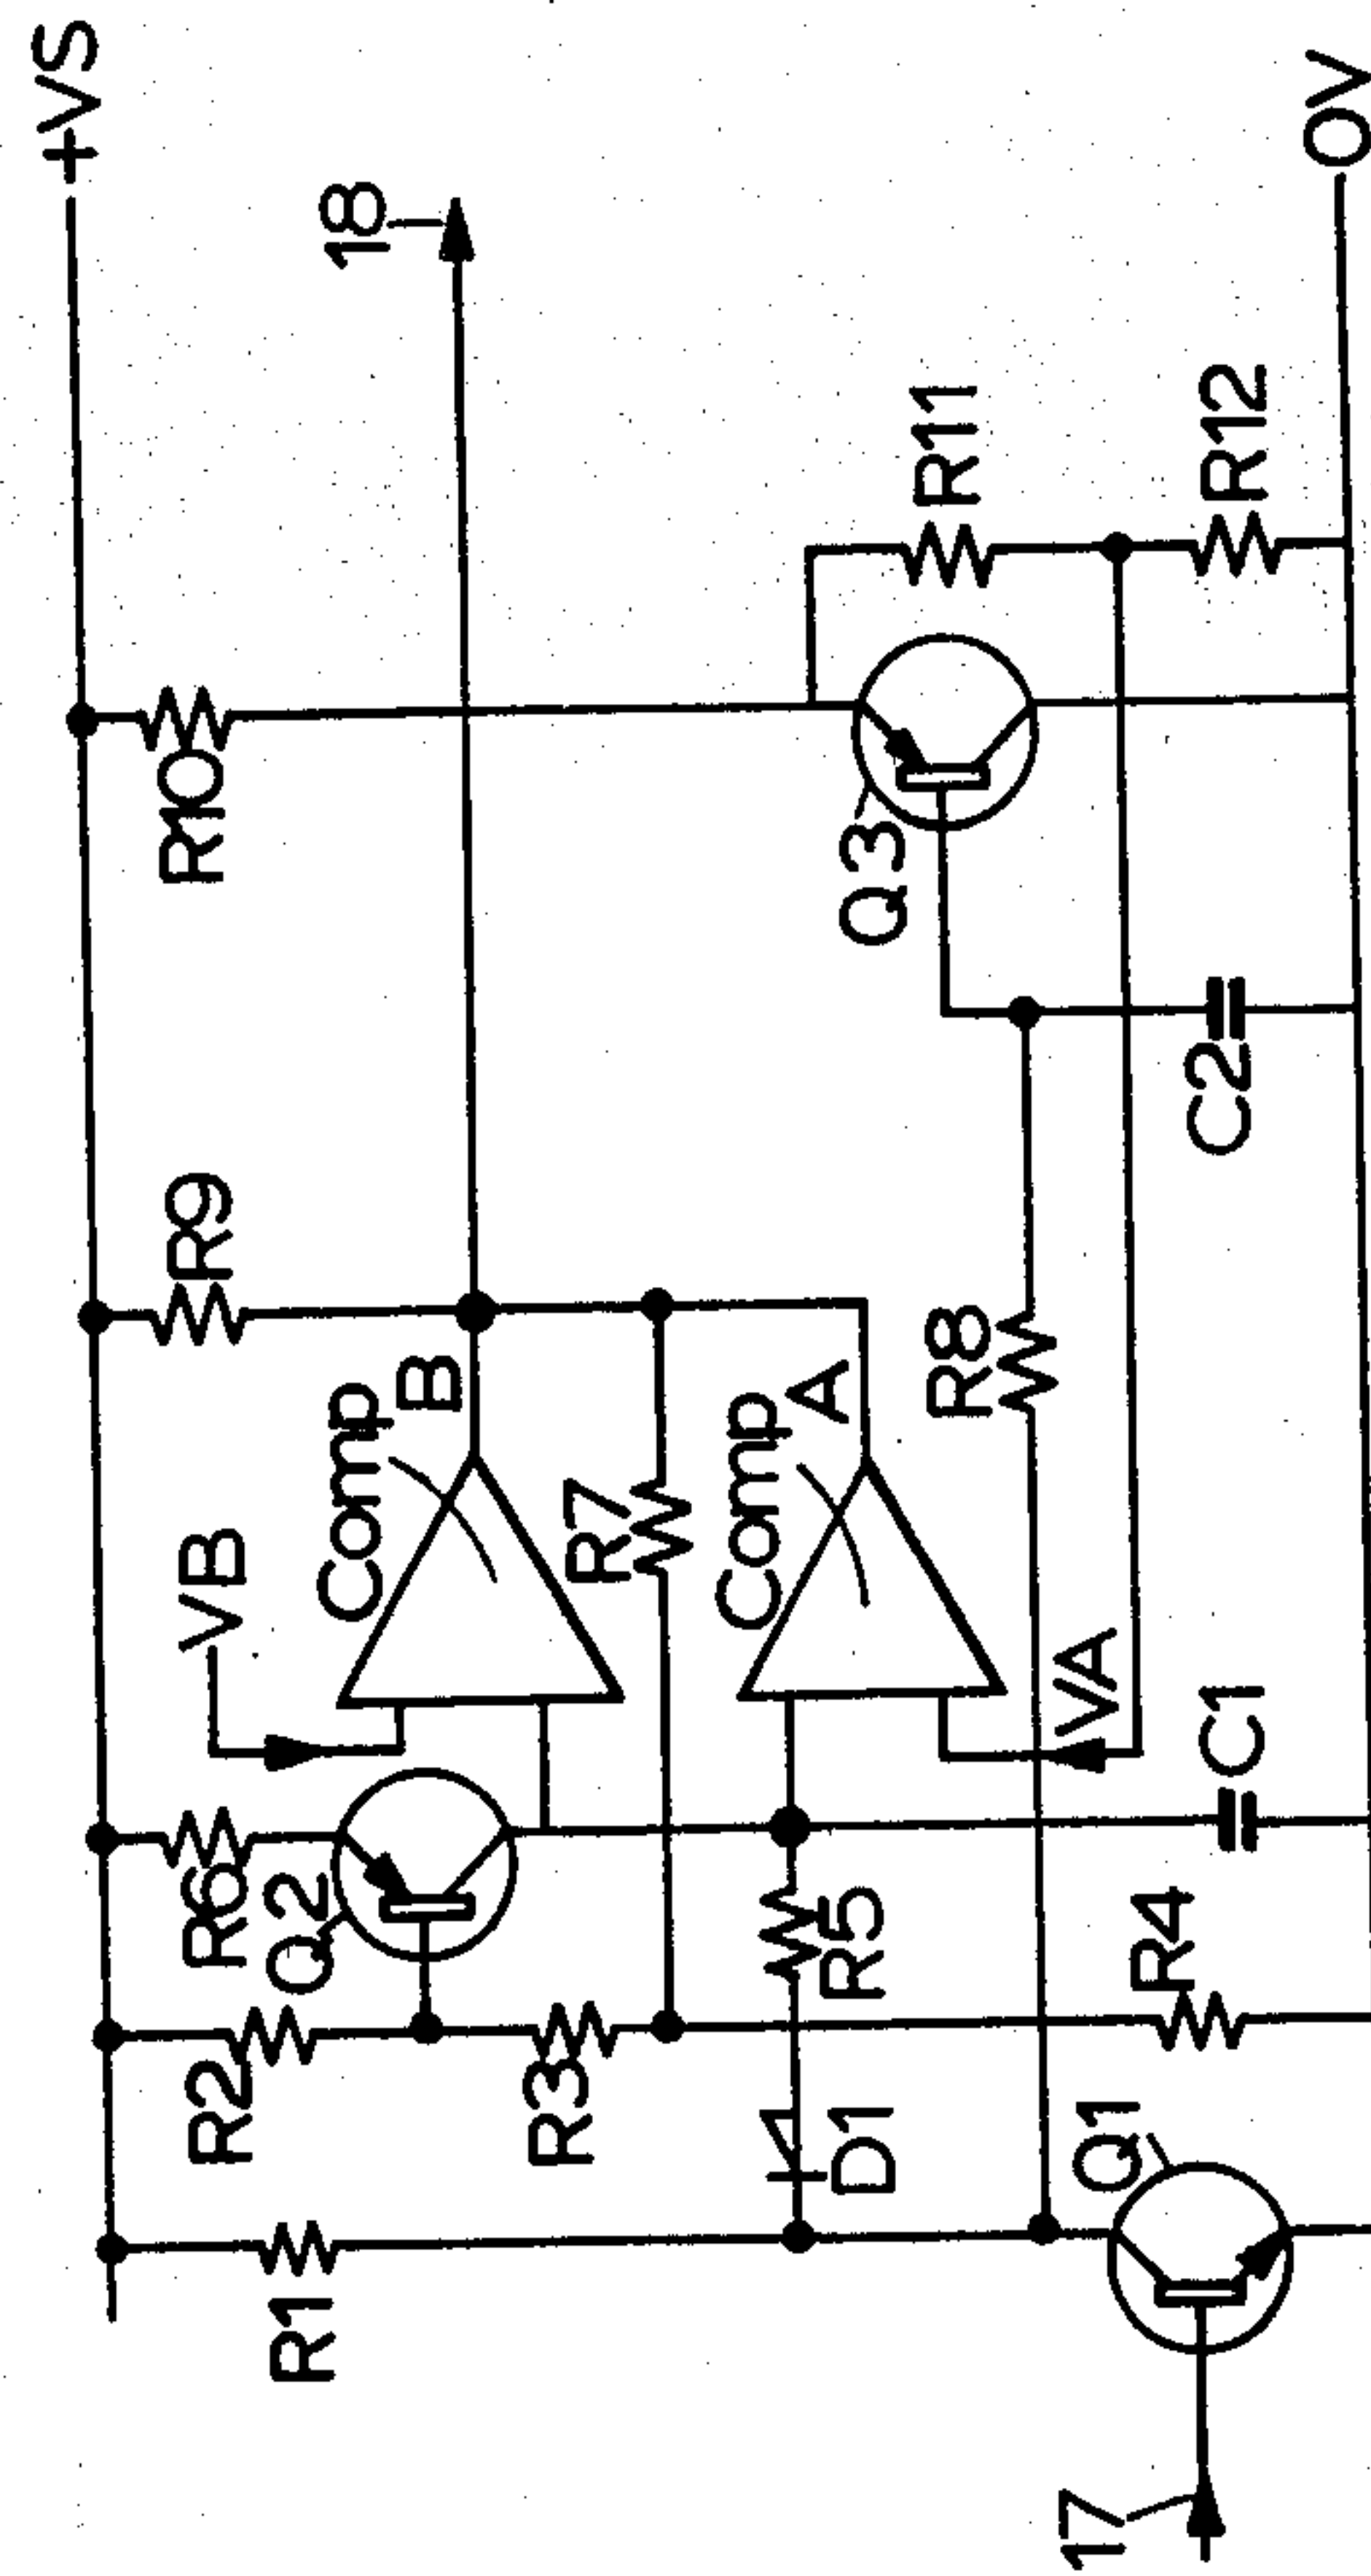 +VS
18
R10
R9
R11
R12
Q3
C2
0V
VB
Comp
B
R7
Comp
A
R8
VA
R6
Q2
R5
C1
R2
R3
R4
R1
D1
Q1
17